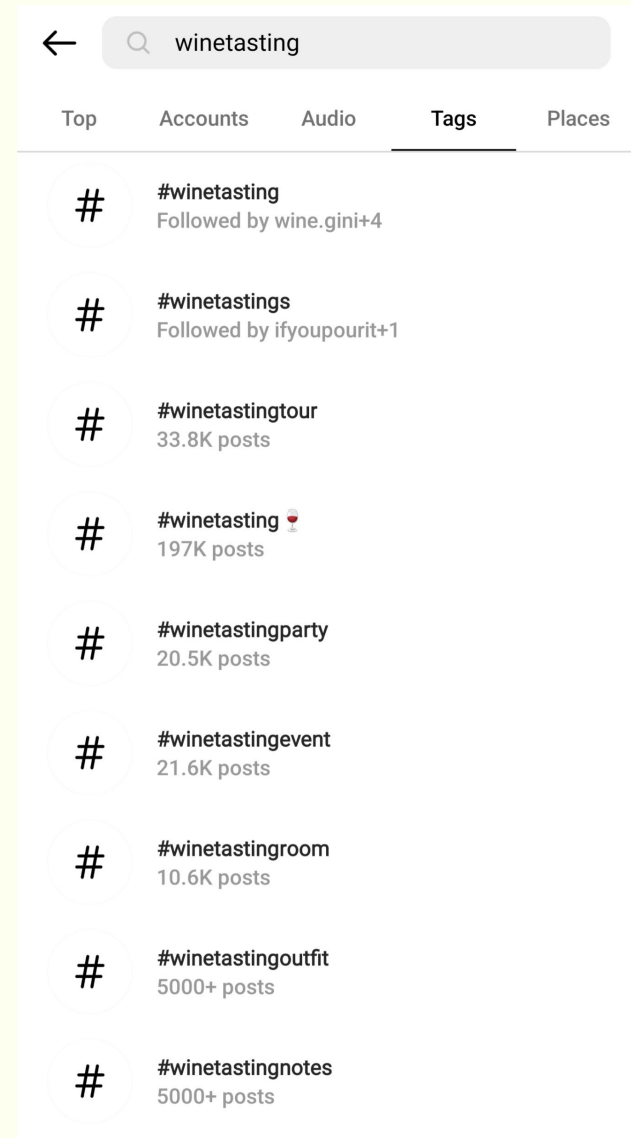 winetasting
Top Accounts Audio Tags Places
#winetasting
Followed by wine.gini+4
#winetastings
Followed by ifyoupourit+1
#winetastingtour
33.8K posts
#winetasting🍷
197K posts
#winetastingparty
20.5K posts
#winetastingevent
21.6K posts
#winetastingroom
10.6K posts
#winetastingoutfit
5000+ posts
#winetastingnotes
5000+ posts